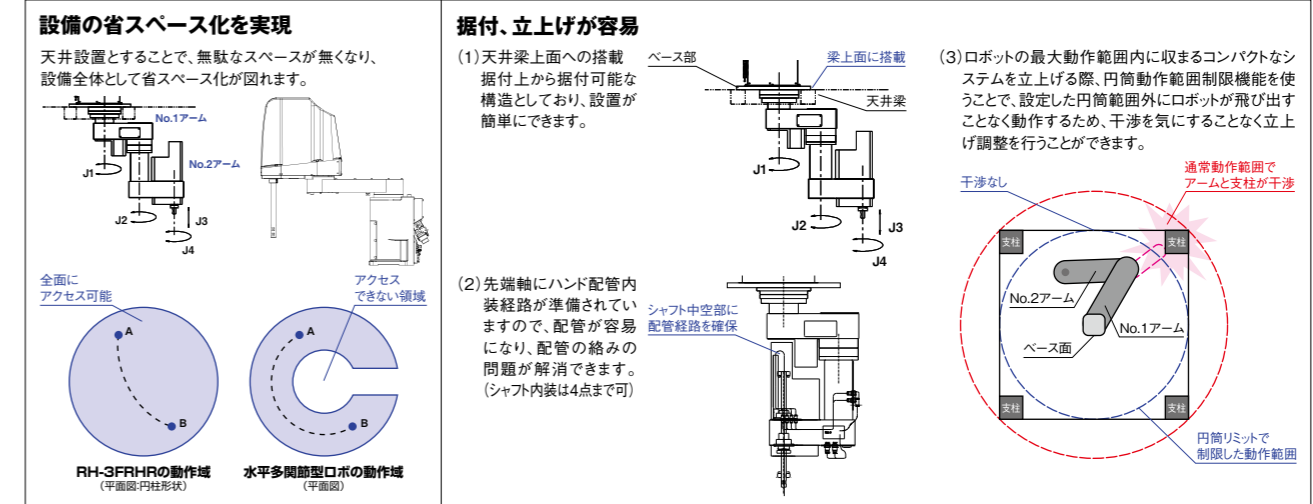 設備の省スペース化を実現
天井設置とすることで、無駄なスペースが無くなり、
設備全体として省スペース化が図れます。
No.1アーム
No.2アーム
J1
J2
J3
J4
全面に
アクセス可能
アクセス
できない領域
A
B
A
B
RH-3FRHRの動作域
(平面図:円柱形状)
水平多関節型ロボの動作域
(平面図)
据付、立上げが容易
(1)天井梁上面への搭載
据付上から据付可能な
構造としており、設置が
簡単にできます。
ベース部
梁上面に搭載
天井梁
J1
J2
J3
J4
(2)先端軸にハンド配管内
装経路が準備されてい
ますので、配管が容易
になり、配管の絡みの
問題が解消できます。
(シャフト内装は4点まで可)
シャフト中空部に
配管経路を確保
(3)ロボットの最大動作範囲内に収まるコンパクトなシ
ステムを立上げる際、円筒動作範囲制限機能を使
うことで、設定した円筒範囲外にロボットが飛び出す
ことなく動作するため、干渉を気にすることなく立上
げ調整を行うことができます。
通常動作範囲で
アームと支柱が干渉
干渉なし
支柱
支柱
No.2アーム
No.1アーム
ベース面
支柱
支柱
円筒リミットで
制限した動作範囲